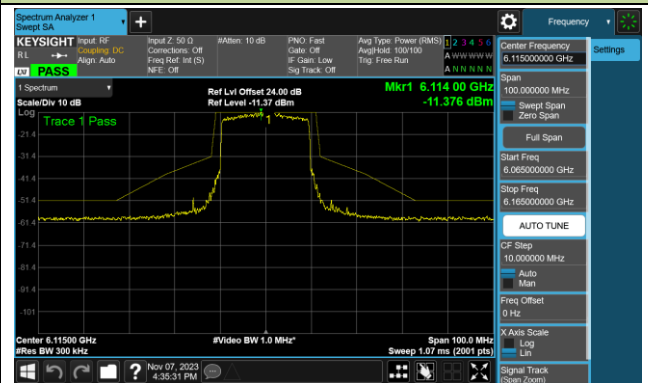 Spectrum Analyzer 1
Swept SA
Frequency
KEYSIGHT
Input: RF
Coupling: DC
Align: Auto
Input Z: 50 Ω
Corrections: Off
Freq Ref: Int (S)
NFE: Off
#Atten: 10 dB
PNO: Fast
Gate: Off
IF Gain: Low
Sig Track: Off
Avg Type: Power (RMS)
Avg|Hold: 100/100
Trig: Free Run
1 2 3 4 5 6
A W W W W W
A N N N N N
R L
LXI PASS
1 Spectrum
Scale/Div 10 dB
Ref Lvl Offset 24.00 dB
Ref Level -11.37 dBm
Mkr1 6.114 00 GHz
-11.376 dBm
Log
Trace 1 Pass
1
-21.4
-31.4
-41.4
-51.4
-61.4
-71.4
-81.4
-91.4
-101
Center 6.11500 GHz
#Res BW 300 kHz
#Video BW 1.0 MHz*
Span 100.0 MHz
Sweep 1.07 ms (2001 pts)
Nov 07, 2023
4:35:31 PM
Center Frequency
6.115000000 GHz
Span
100.000000 MHz
Swept Span
Zero Span
Full Span
Start Freq
6.065000000 GHz
Stop Freq
6.165000000 GHz
AUTO TUNE
CF Step
10.000000 MHz
Auto
Man
Freq Offset
0 Hz
X Axis Scale
Log
Lin
Signal Track
(Span Zoom)
Settings